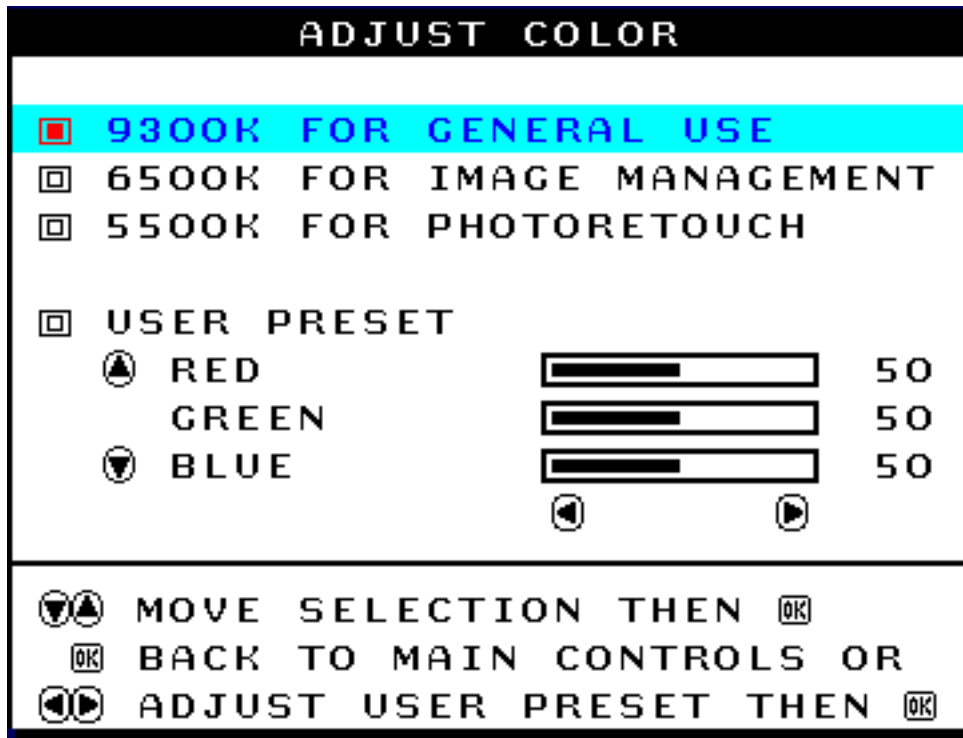 ADJUST COLOR
9300K FOR GENERAL USE
6500K FOR IMAGE MANAGEMENT
5500K FOR PHOTORETOUCH
USER PRESET
RED 50
GREEN 50
BLUE 50
MOVE SELECTION THEN OK
OK BACK TO MAIN CONTROLS OR
ADJUST USER PRESET THEN OK